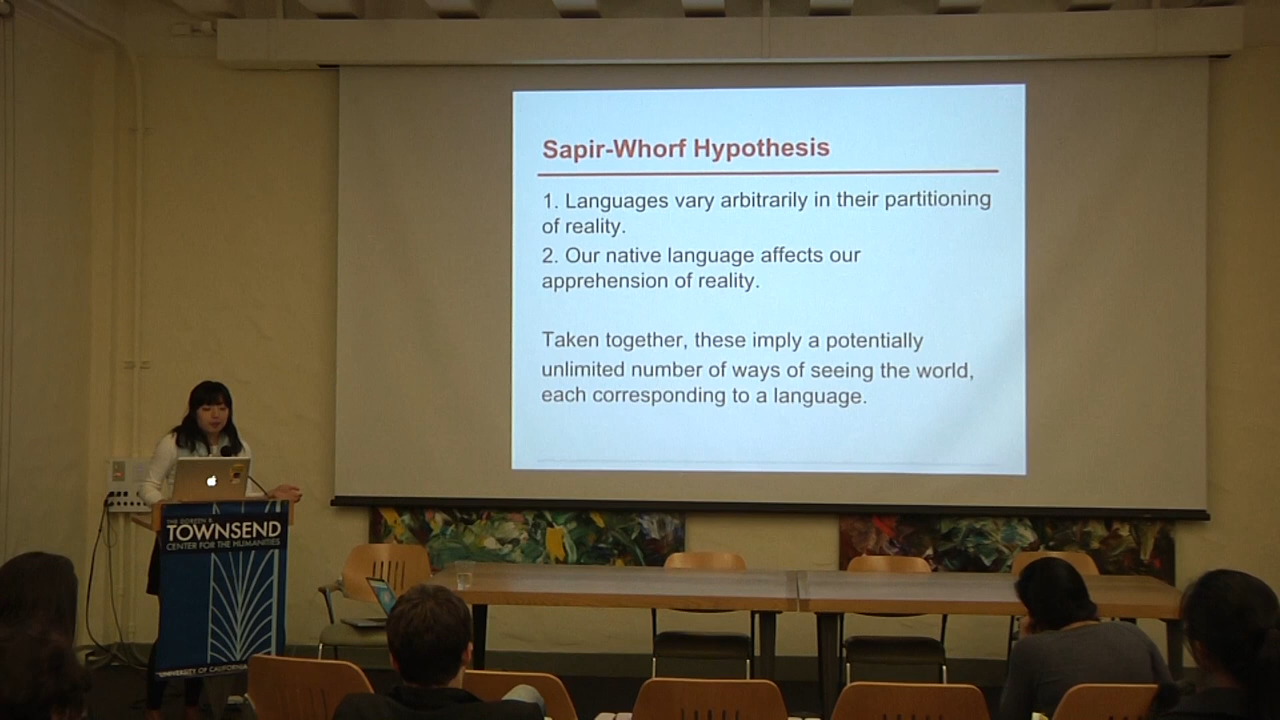 Sapir-Whorf Hypothesis
1. Languages vary arbitrarily in their partitioning
of reality.
2. Our native language affects our
apprehension of reality.
Taken together, these imply a potentially
unlimited number of ways of seeing the world,
each corresponding to a language.
THE DOREEN B.
TOWNSEND
CENTER FOR THE HUMANITIES
UNIVERSITY OF CALIFORNIA